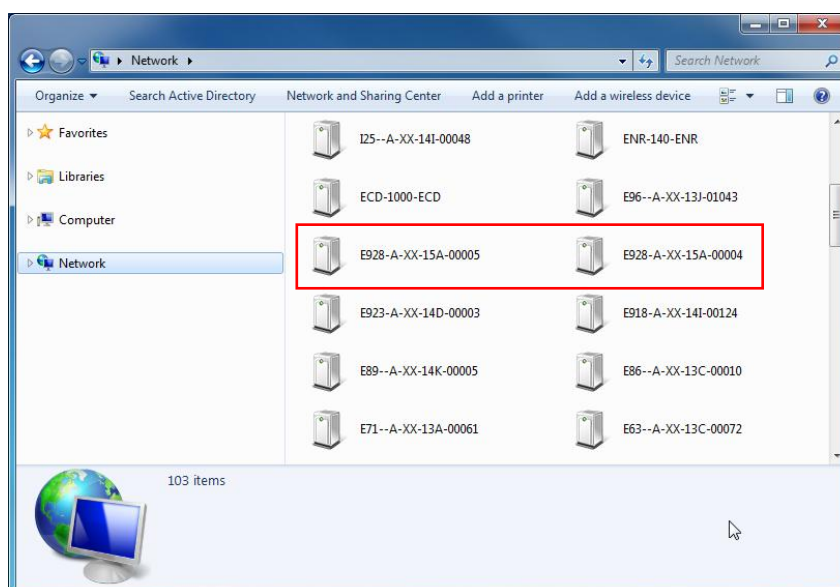 Network
Search Network
Organize Search Active Directory Network and Sharing Center Add a printer Add a wireless device
Favorites
Libraries
Computer
Network
I25--A-XX-14I-00048 ENR-140-ENR
ECD-1000-ECD E96--A-XX-13J-01043
E928-A-XX-15A-00005 E928-A-XX-15A-00004
E923-A-XX-14D-00003 E918-A-XX-14I-00124
E89--A-XX-14K-00005 E86--A-XX-13C-00010
E71--A-XX-13A-00061 E63--A-XX-13C-00072
103 items